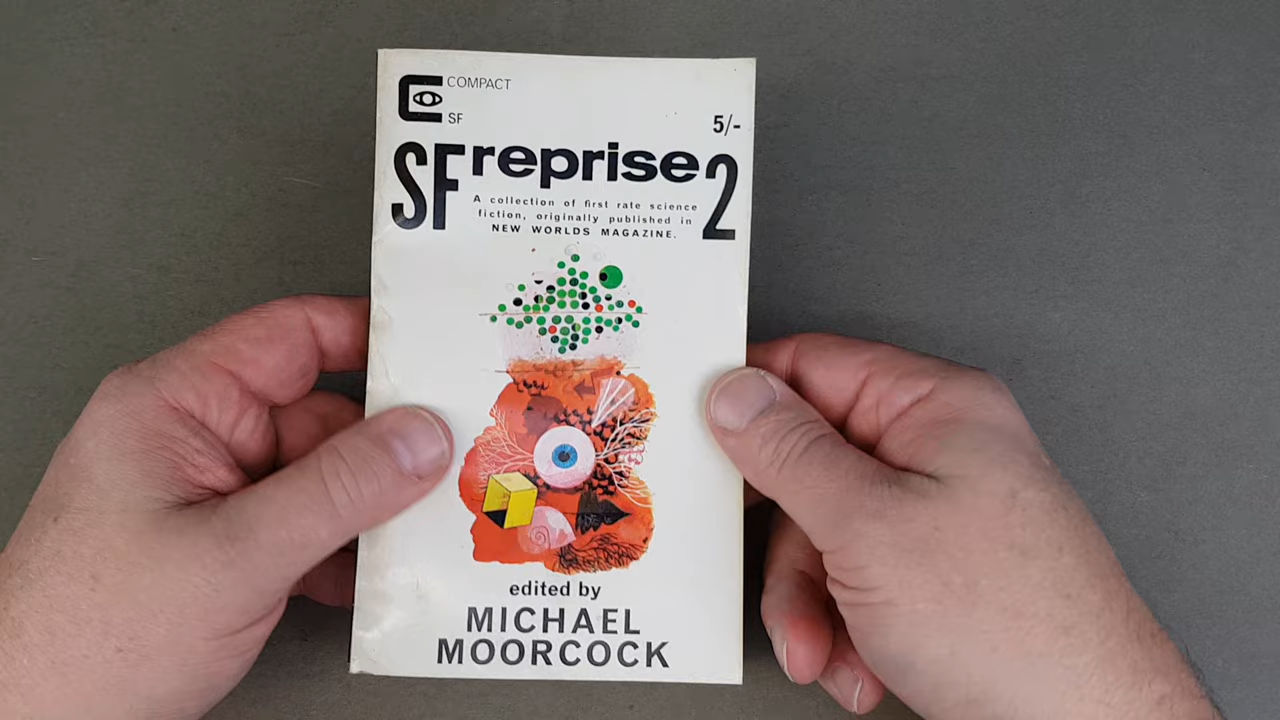 COMPACT
SF
5/-
SF reprise 2
A collection of first rate science
fiction, originally published in
NEW WORLDS MAGAZINE.
edited by
MICHAEL
MOORCOCK